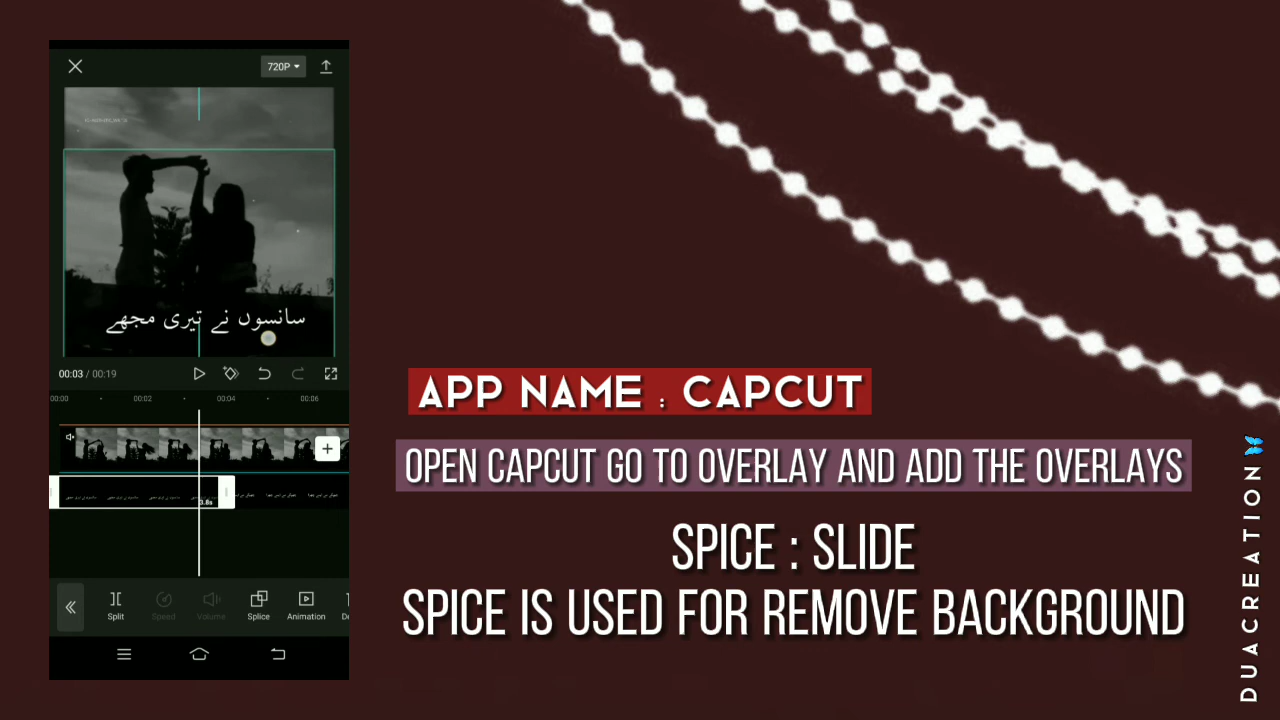 720P
سانسوں نے تیری مجھے
00:03 / 00:19
00:00 00:02 00:04 00:06
3.8s
Split Speed Volume Splice Animation
APP NAME : CAPCUT
OPEN CAPCUT GO TO OVERLAY AND ADD THE OVERLAYS
SPICE : SLIDE
SPICE IS USED FOR REMOVE BACKGROUND
DUACREATION